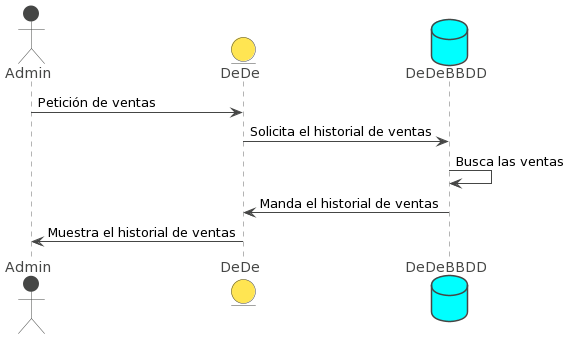 Admin
DeDe
DeDeBBDD
Petición de ventas
Solicita el historial de ventas
Busca las ventas
Manda el historial de ventas
Muestra el historial de ventas
Admin
DeDe
DeDeBBDD